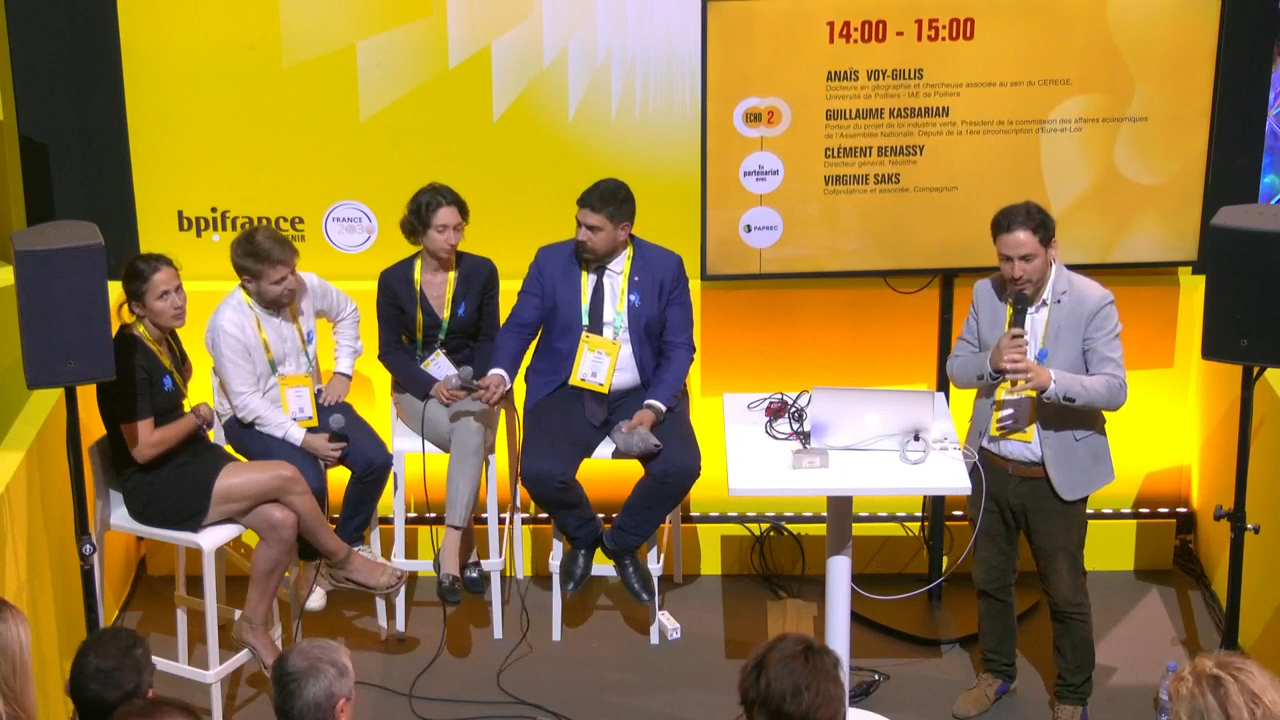 14:00 - 15:00
ANAÏS VOY-GILLIS
Docteure en géographie et chercheuse associée au sein du CEREGE,
Université de Poitiers - IAE de Poitiers
ECHO 2
GUILLAUME KASBARIAN
Porteur du projet de loi industrie verte, Président de la commission des affaires économiques
de l'Assemblée Nationale, Député de la 1ère circonscription d'Eure-et-Loir
CLÉMENT BENASSY
Directeur général, Néolithe
En
partenariat
avec
VIRGINIE SAKS
Cofondatrice et associée, Compagnum
PAPREC
bpifrance
ENIR
FRANCE
2030